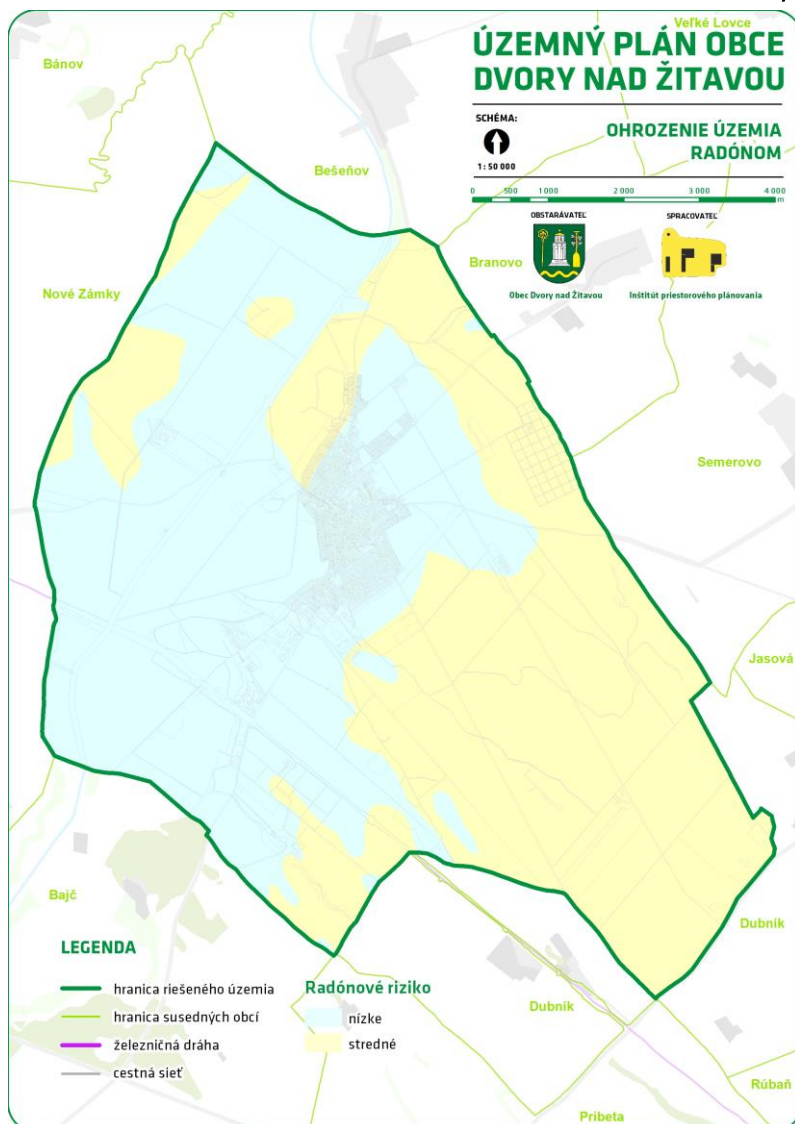 Veľké Lovce
ÚZEMNÝ PLÁN OBCE
DVORY NAD ŽITAVOU
SCHÉMA:
1 : 50 000
OHROZENIE ÚZEMIA
RADÓNOM
0 500 1 000 2 000 3 000 4 000
m
OBSTARÁVATEĽ
SPRACOVATEĽ
Obec Dvory nad Žitavou
Inštitút priestorového plánovania
Bánov
Bešeňov
Branovo
Nové Zámky
Semerovo
Jasová
Bajč
Dubník
Dubník
Rúbaň
Pribeta
LEGENDA
hranica riešeného územia
hranica susedných obcí
železničná dráha
cestná sieť
Radónové riziko
nízke
stredné